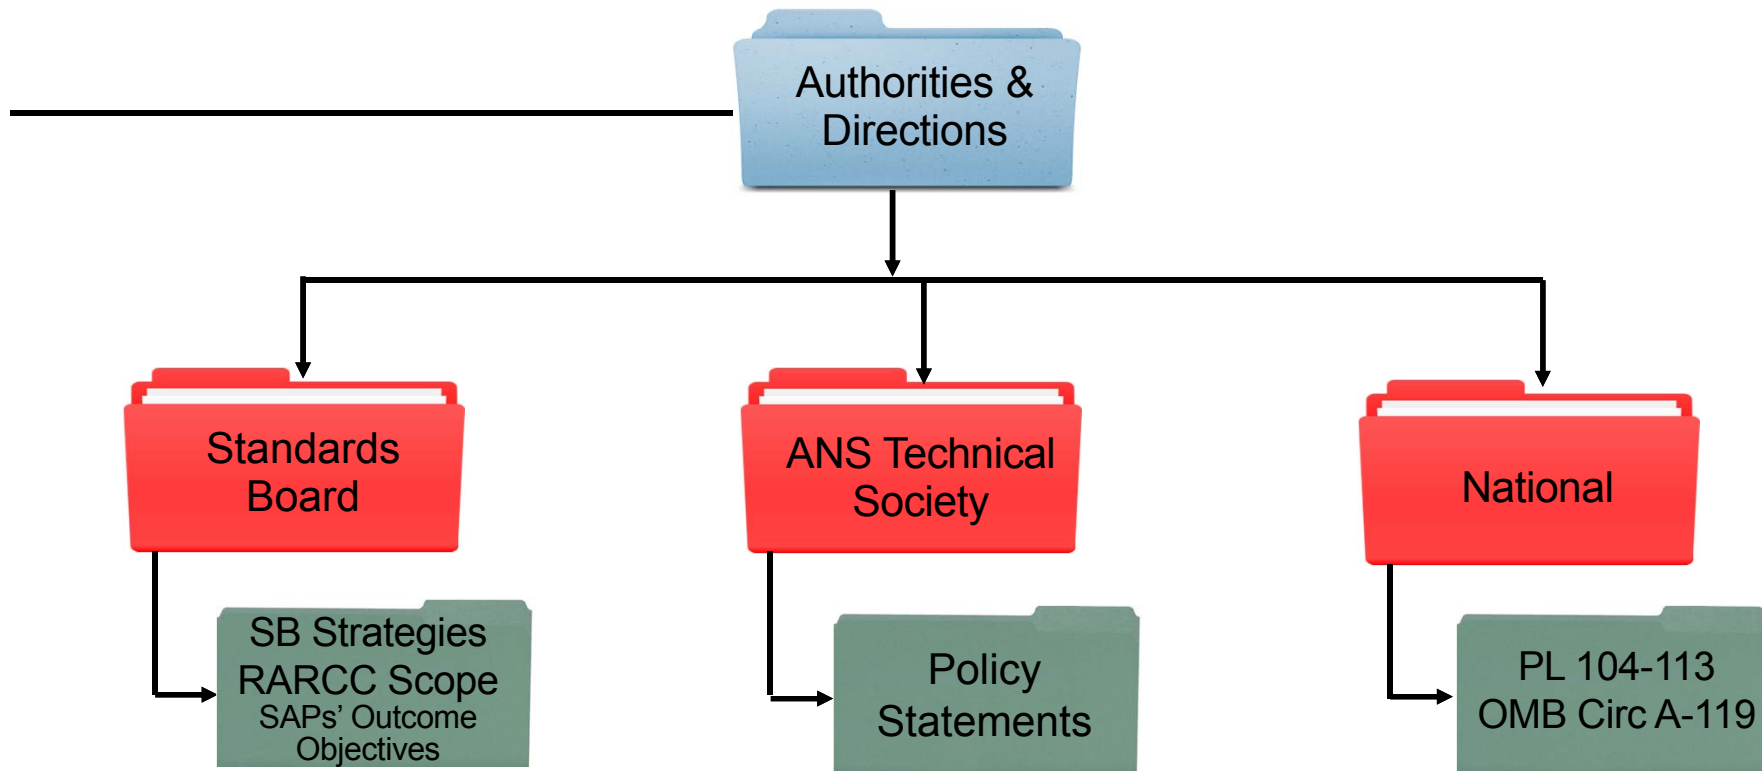 Authorities &
Directions
Standards
Board
ANS Technical
Society
National
SB Strategies
RARCC Scope
SAPs' Outcome
Objectives
Policy
Statements
PL 104-113
OMB Circ A-119